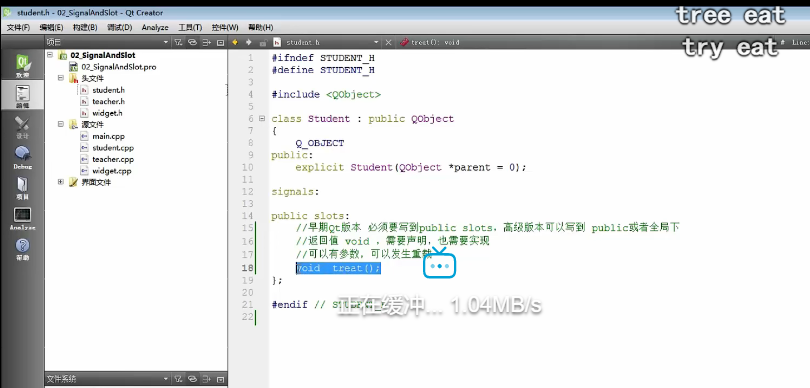 student.h - 02_SignalAndSlot - Qt Creator
tree eat
文件(F) 编辑(E) 构建(B) 调试(D) Analyze 工具(T) 控件(W) 帮助(H)
try eat
项目
student.h
treat(): void
Line:
欢迎
编辑
设计
Debug
项目
Analyze
帮助
02_SignalAndSlot
02_SignalAndSlot.pro
头文件
student.h
teacher.h
widget.h
源文件
main.cpp
student.cpp
teacher.cpp
widget.cpp
界面文件
1 #ifndef STUDENT_H
2 #define STUDENT_H
3
4 #include <QObject>
5
6 class Student : public QObject
7 {
8 Q_OBJECT
9 public:
10 explicit Student(QObject *parent = 0);
11
12 signals:
13
14 public slots:
15 //早期Qt版本 必须要写到public slots，高级版本可以写到 public或者全局下
16 //返回值 void ，需要声明，也需要实现
17 //可以有参数，可以发生重载
18 void treat();
19 };
20
21 #endif //
22
正在缓冲... 1.04MB/s
文件系统